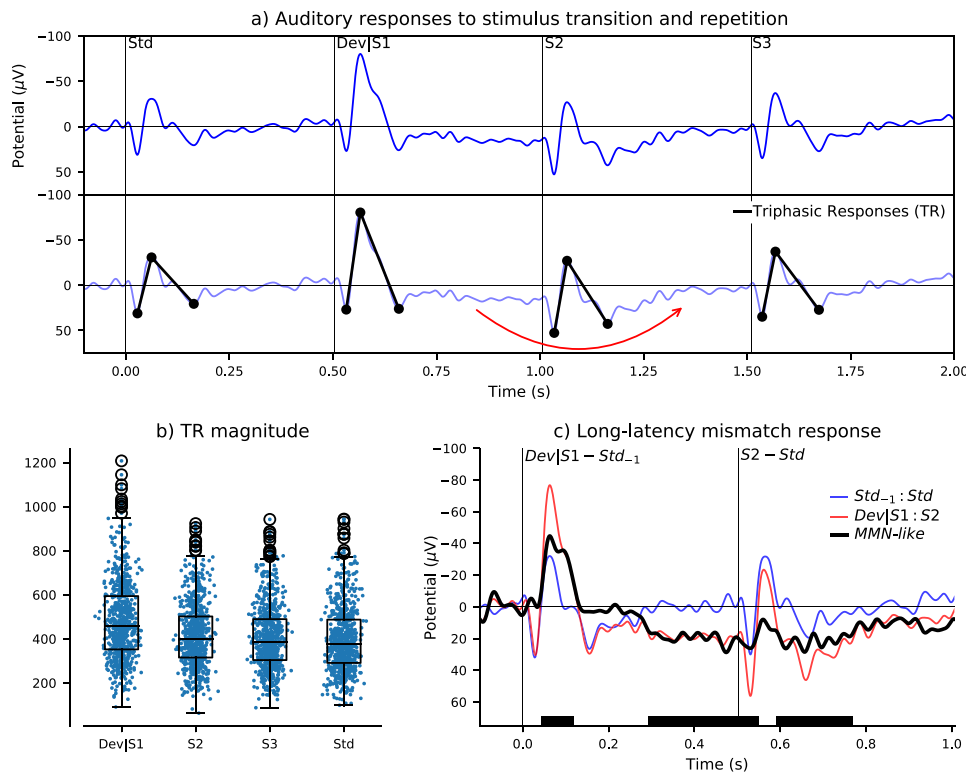 a) Auditory responses to stimulus transition and repetition
Std
Dev|S1
S2
S3
−100
−50
0
50
Potential (μV)
−100
−50
0
50
Potential (μV)
Triphasic Responses (TR)
0.00 0.25 0.50 0.75 1.00 1.25 1.50 1.75 2.00
Time (s)
b) TR magnitude
1200
1000
800
600
400
200
Dev|S1 S2 S3 Std
c) Long-latency mismatch response
Dev|S1 − Std−1
S2 − Std
−100
−80
−60
−40
−20
0
20
40
60
Potential (μV)
Std−1 : Std
Dev|S1 : S2
MMN-like
0.0 0.2 0.4 0.6 0.8 1.0
Time (s)